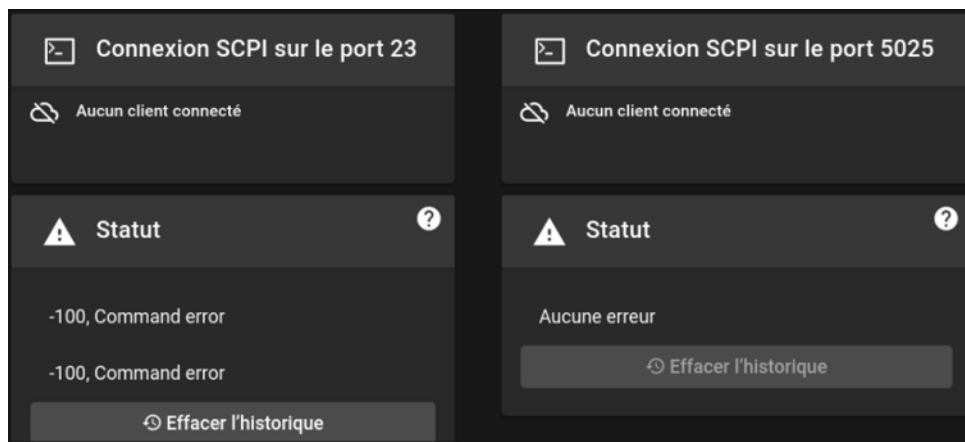 Connexion SCPI sur le port 23
Aucun client connecté
Statut
-100, Command error
-100, Command error
Effacer l'historique
Connexion SCPI sur le port 5025
Aucun client connecté
Statut
Aucune erreur
Effacer l'historique